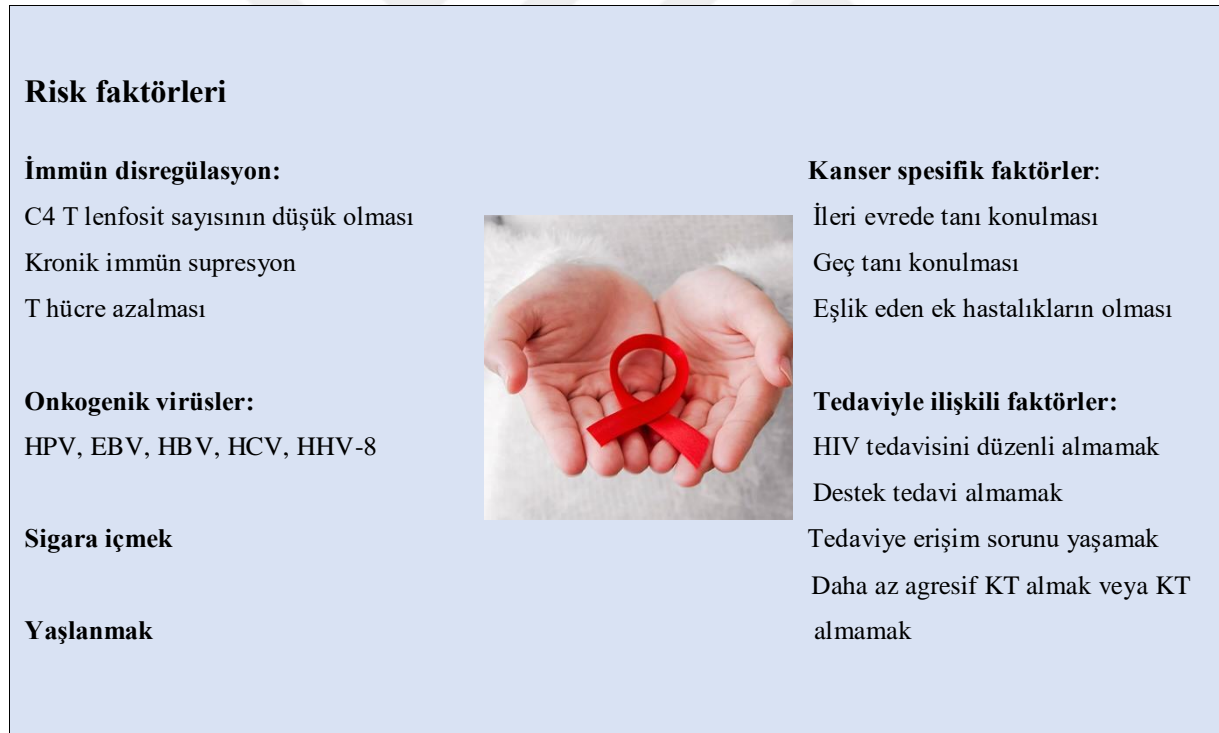 Risk faktörleri
İmmün disregülasyon:
C4 T lenfosit sayısının düşük olması
Kronik immün supresyon
T hücre azalması
Onkogenik virüsler:
HPV, EBV, HBV, HCV, HHV-8
Sigara içmek
Yaşlanmak
Kanser spesifik faktörler:
İleri evrede tanı konulması
Geç tanı konulması
Eşlik eden ek hastalıkların olması
Tedaviyle ilişkili faktörler:
HIV tedavisini düzenli almamak
Destek tedavi almamak
Tedaviye erişim sorunu yaşamak
Daha az agresif KT almak veya KT
almamak